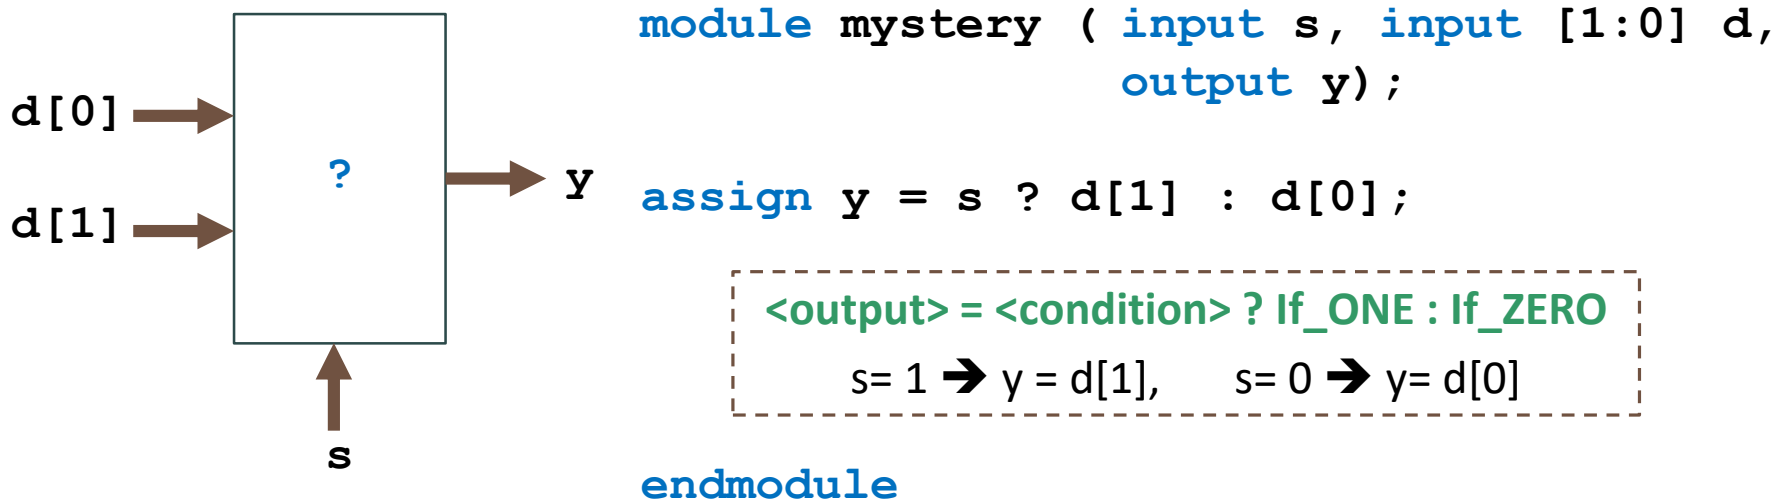 d[0]
d[1]
?
y
s
module mystery ( input s, input [1:0] d,
output y);
assign y = s ? d[1] : d[0];
<output> = <condition> ? If_ONE : If_ZERO
s= 1 🡺 y = d[1], s= 0 🡺 y= d[0]
endmodule